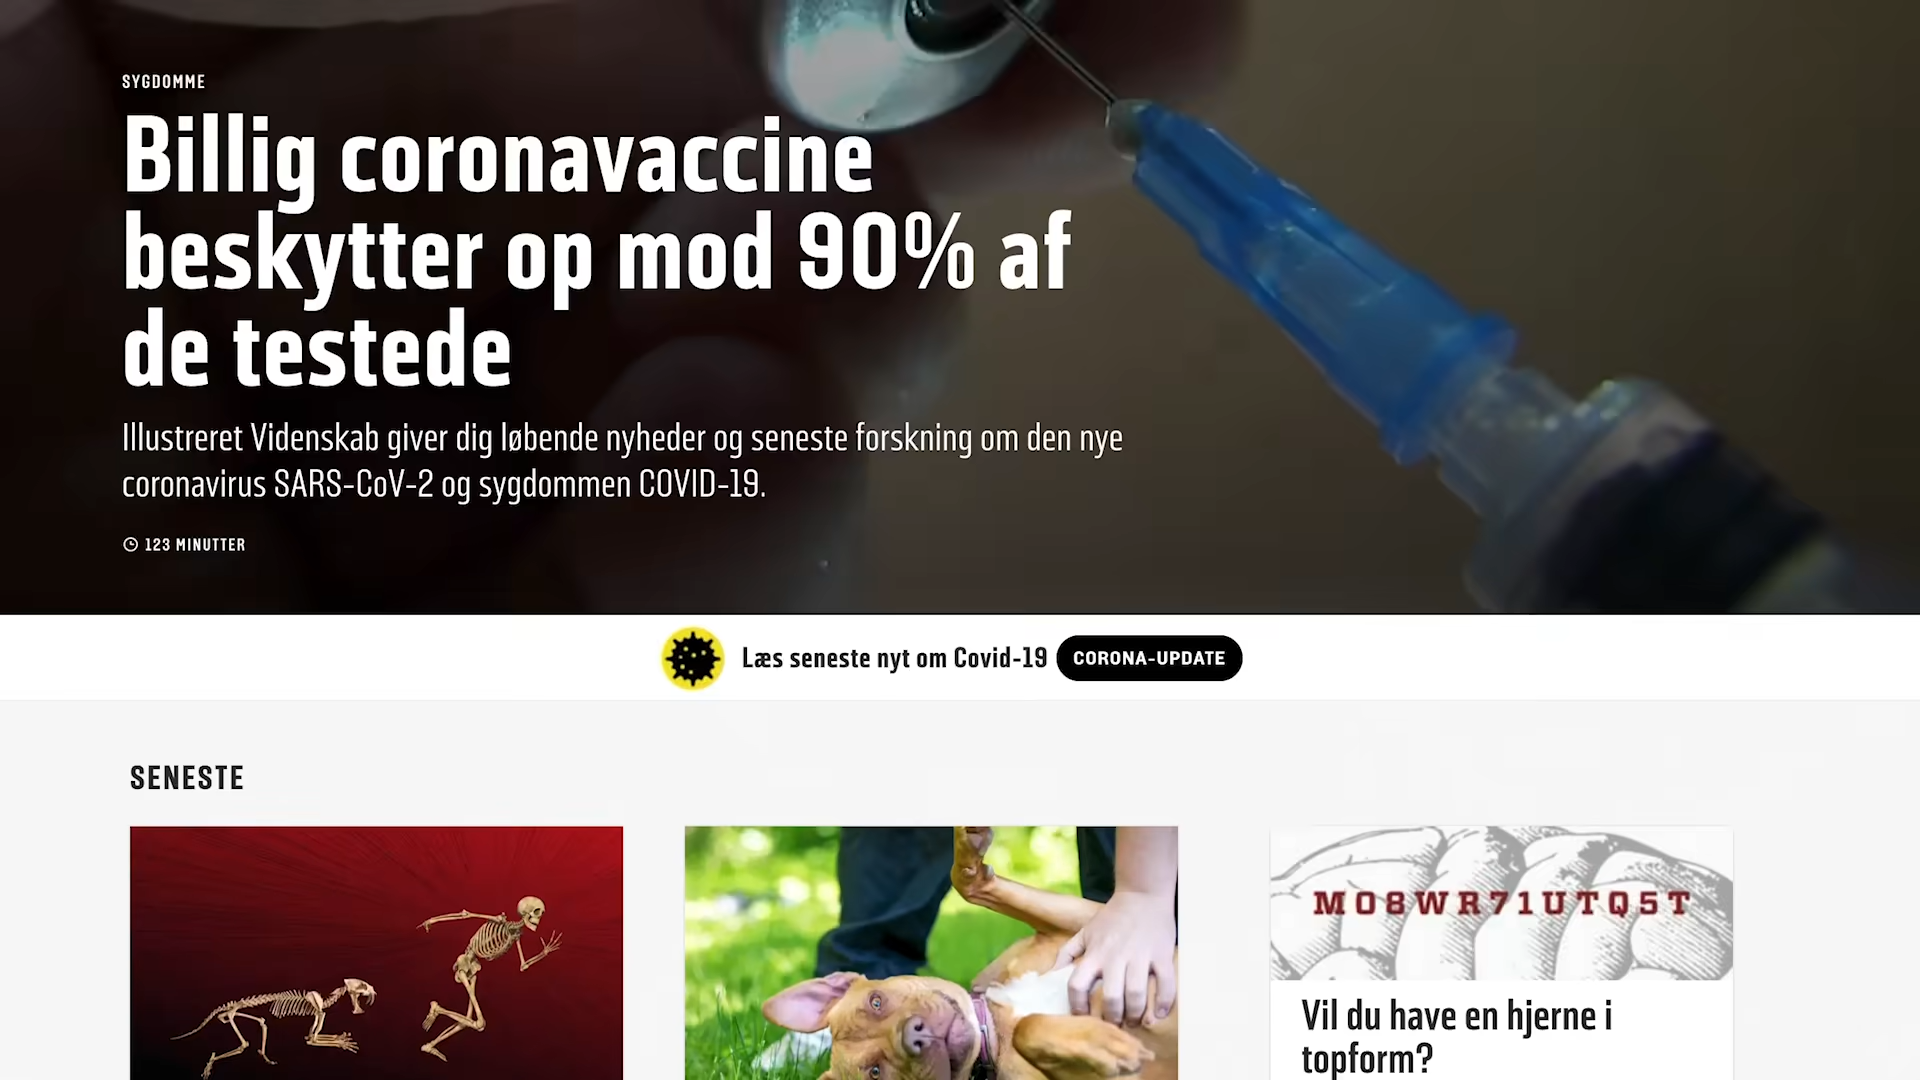 SYGDOMME
Billig coronavaccine
beskytter op mod 90% af
de testede
Illustreret Videnskab giver dig løbende nyheder og seneste forskning om den nye
coronavirus SARS-CoV-2 og sygdommen COVID-19.
123 MINUTTER
Læs seneste nyt om Covid-19 CORONA-UPDATE
SENESTE
MO8WR71UTQ5T
Vil du have en hjerne i
topform?